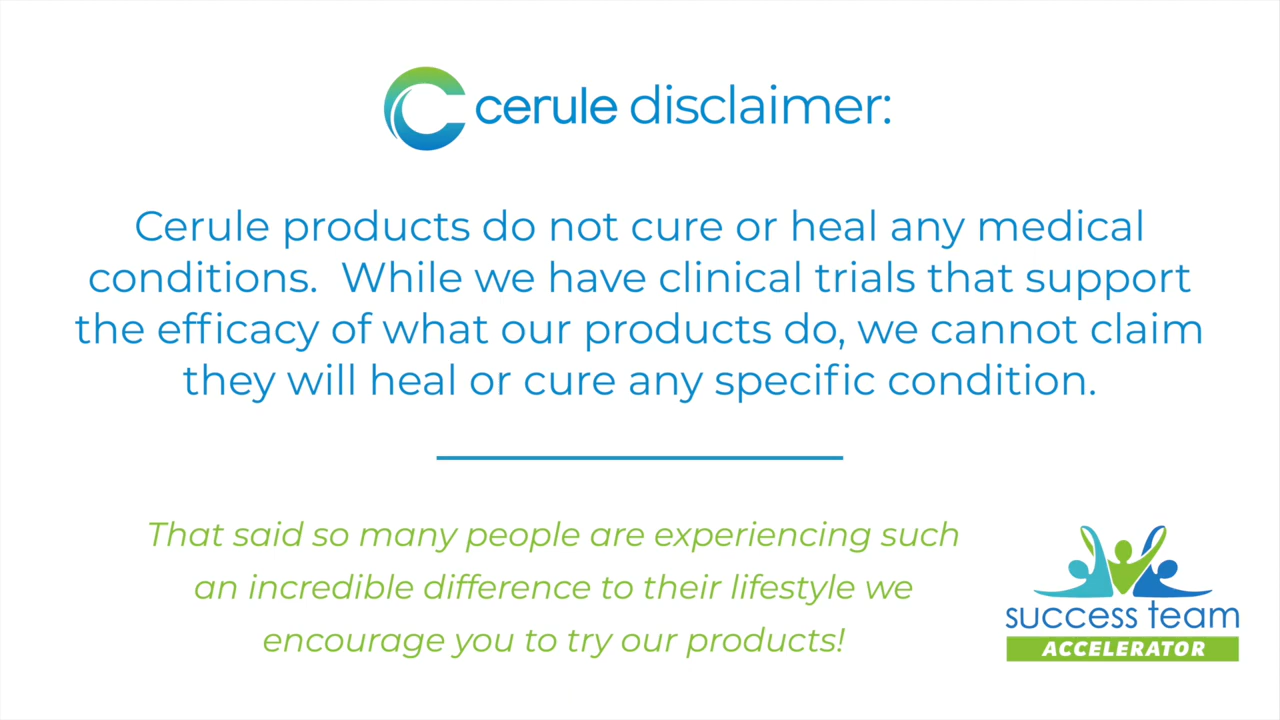 cerule disclaimer:
Cerule products do not cure or heal any medical
conditions.  While we have clinical trials that support
the efficacy of what our products do, we cannot claim
they will heal or cure any specific condition.
That said so many people are experiencing such
an incredible difference to their lifestyle we
encourage you to try our products!
success team
ACCELERATOR